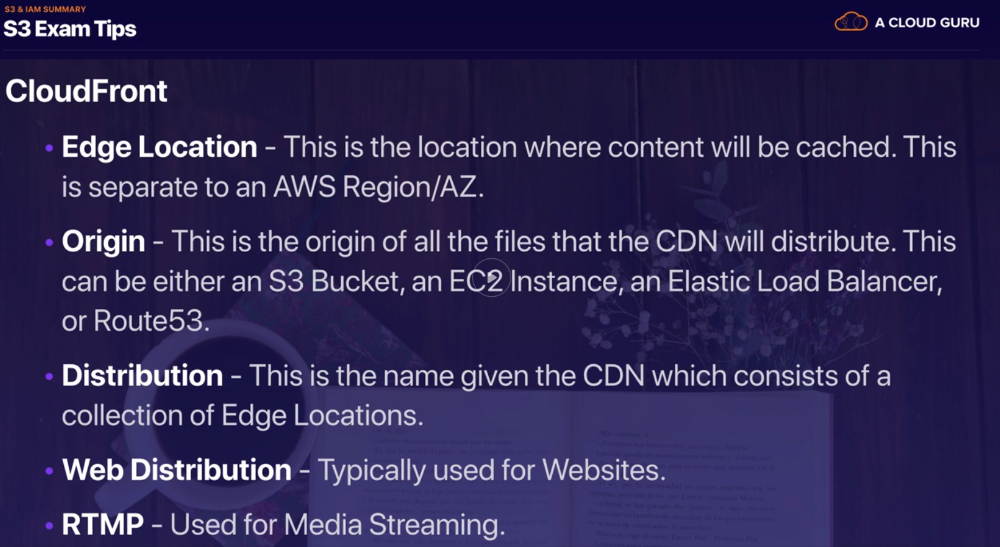 S3 & IAM SUMMARY
S3 Exam Tips
A CLOUD GURU
CloudFront
• Edge Location - This is the location where content will be cached. This
is separate to an AWS Region/AZ.
• Origin - This is the origin of all the files that the CDN will distribute. This
can be either an S3 Bucket, an EC2 Instance, an Elastic Load Balancer,
or Route53.
• Distribution - This is the name given the CDN which consists of a
collection of Edge Locations.
• Web Distribution - Typically used for Websites.
• RTMP - Used for Media Streaming.